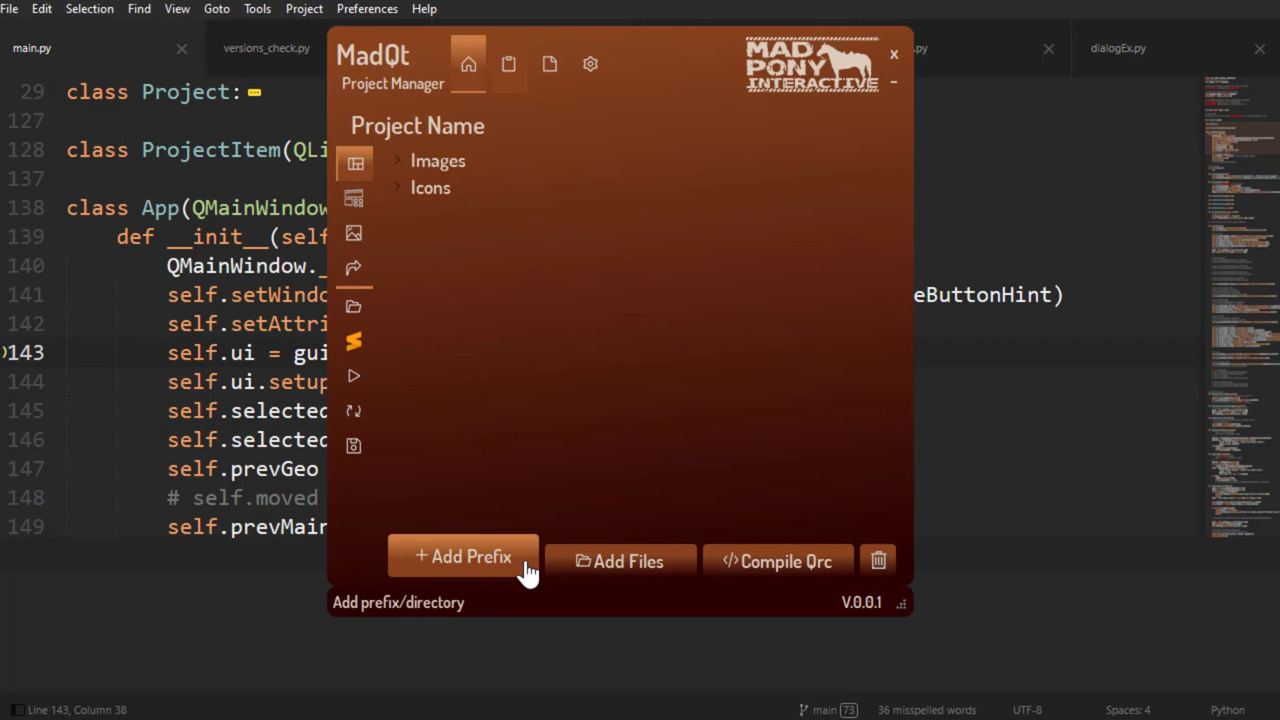 File Edit Selection Find View Goto Tools Project Preferences Help
main.py
versions_check.py
.py
dialogEx.py
29 class Project:
127
128 class ProjectItem(QLi
137
138 class App(QMainWindow
139 def __init__(self
140 QMainWindow._
141 self.setWindo
eButtonHint)
142 self.setAttri
143 self.ui = gui
144 self.ui.setup
145 self.selected
146 self.selected
147 self.prevGeo
148 # self.moved
149 self.prevMain
MadQt
Project Manager
MAD
PONY
INTERACTIVE
x
-
Project Name
Images
Icons
+ Add Prefix
Add Files
</> Compile Qrc
Add prefix/directory
V.0.0.1
Line 143, Column 38
main 73
36 misspelled words
UTF-8
Spaces: 4
Python